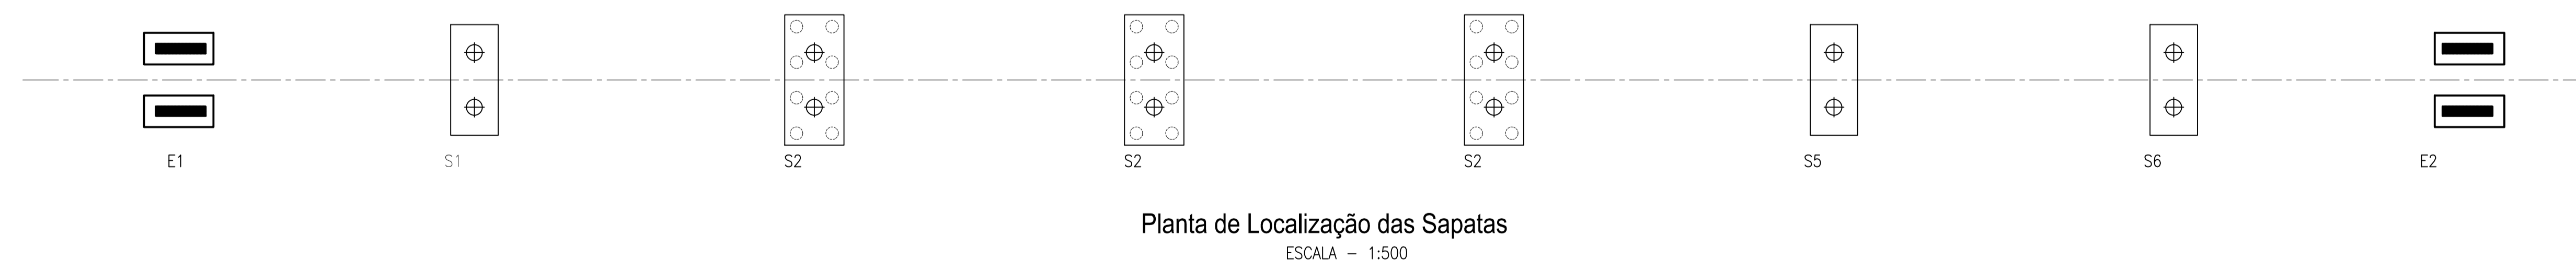 E1 S1 S2 S2 S2 S5 S6 E2
Planta de Localização das Sapatas
ESCALA – 1:500